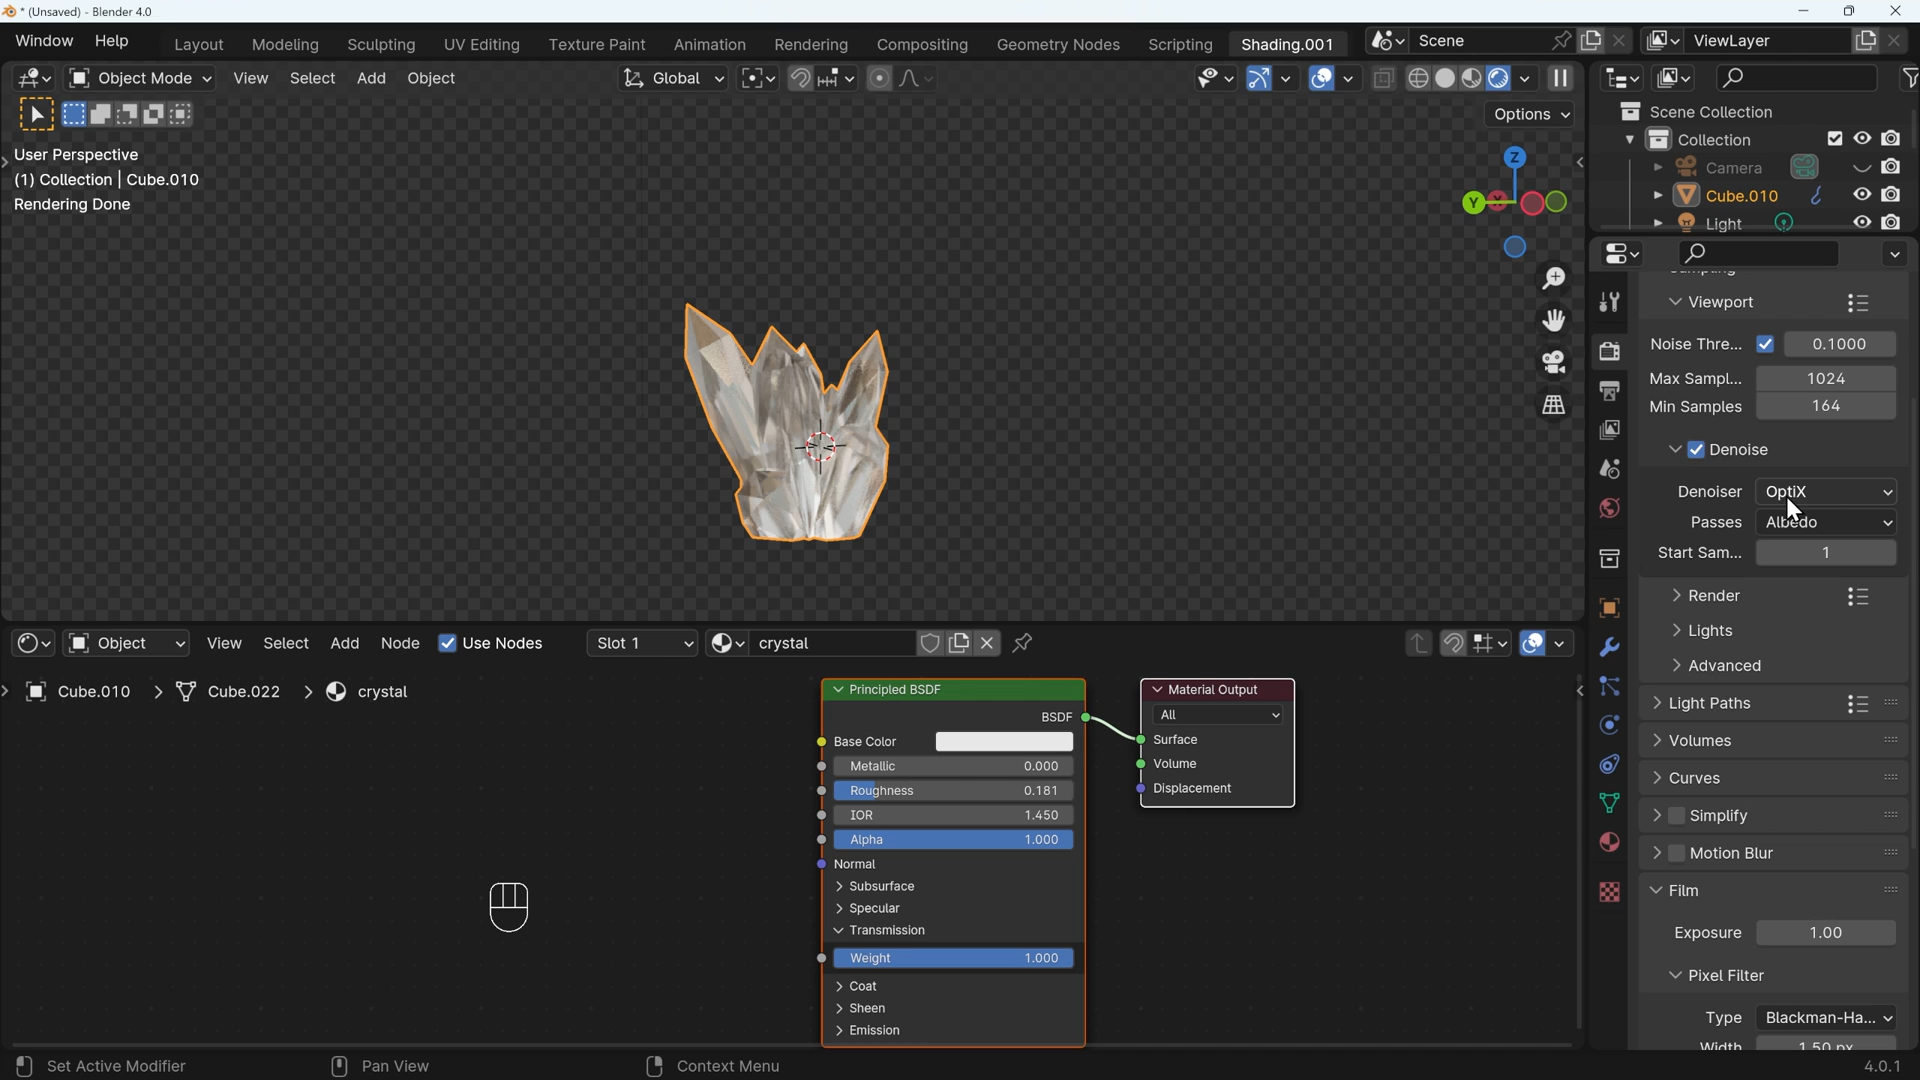 * (Unsaved) - Blender 4.0
Window Help Layout Modeling Sculpting UV Editing Texture Paint Animation Rendering Compositing Geometry Nodes Scripting Shading.001 Scene ViewLayer
Object Mode View Select Add Object Global
Options
User Perspective
(1) Collection | Cube.010
Rendering Done
Z
Y
X
Scene Collection
Collection
Camera
Cube.010
Light
Viewport
Noise Thre... 0.1000
Max Sampl... 1024
Min Samples 164
Denoise
Denoiser OptiX
Passes Albedo
Start Sam... 1
Render
Lights
Advanced
Light Paths
Volumes
Curves
Simplify
Motion Blur
Film
Exposure 1.00
Pixel Filter
Type Blackman-Ha...
Width 1.50 px
Object View Select Add Node Use Nodes Slot 1 crystal
Cube.010 Cube.022 crystal
Principled BSDF
BSDF
Base Color
Metallic 0.000
Roughness 0.181
IOR 1.450
Alpha 1.000
Normal
Subsurface
Specular
Transmission
Weight 1.000
Coat
Sheen
Emission
Material Output
All
Surface
Volume
Displacement
Set Active Modifier Pan View Context Menu 4.0.1